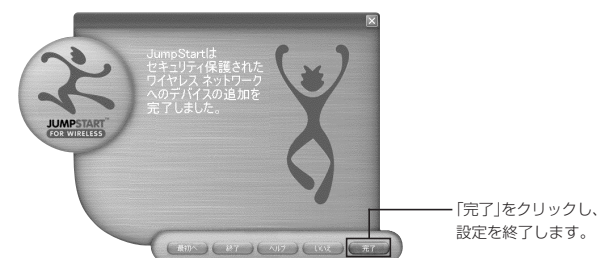 JumpStartは
セキュリティ保護された
ワイヤレス ネットワーク
へのデバイスの追加を
完了しました。
JUMPSTART™
FOR WIRELESS
最初へ 終了 ヘルプ いいえ 完了
「完了」をクリックし、
設定を終了します。